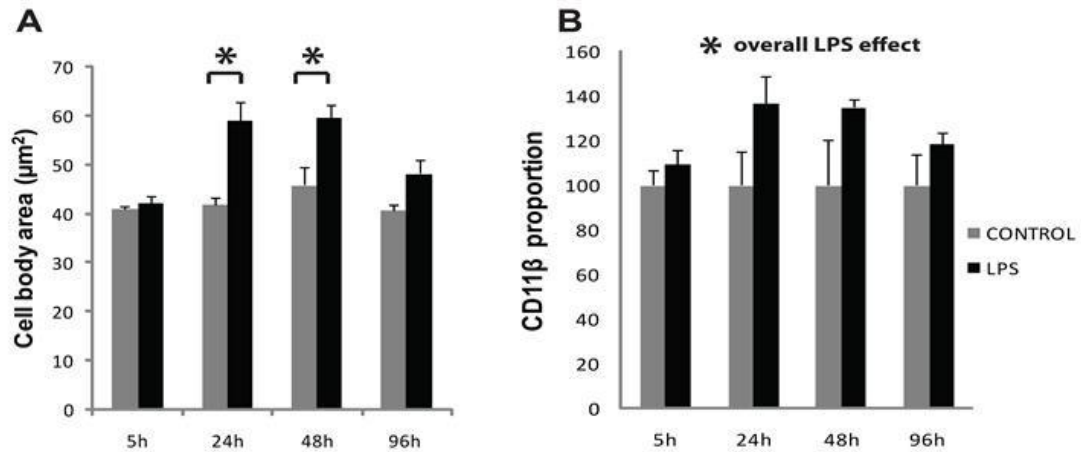 A
Cell body area (µm²)
70
60
50
40
30
20
10
0
* *
5h 24h 48h 96h
B
* overall LPS effect
CD11β proportion
160
140
120
100
80
60
40
20
0
5h 24h 48h 96h
CONTROL
LPS